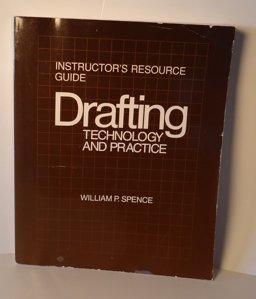 INSTRUCTOR'S RESOURCE
GUIDE
Drafting
TECHNOLOGY
AND PRACTICE
WILLIAM P. SPENCE